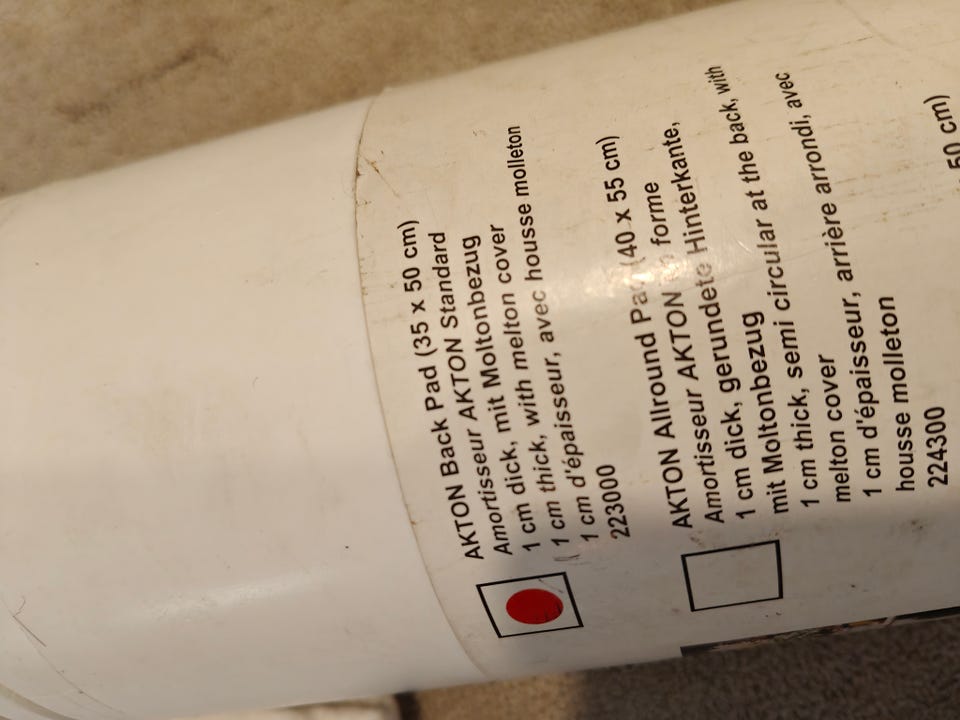 AKTON Back Pad (35 x 50 cm)
Amortisseur AKTON Standard
1 cm dick, mit Moltonbezug
1 cm thick, with melton cover
1 cm d'épaisseur, avec housse molleton
223000
AKTON Allround Pad (40 x 55 cm)
Amortisseur AKTON en forme
1 cm dick, gerundete Hinterkante,
mit Moltonbezug
1 cm thick, semi circular at the back, with
melton cover
1 cm d'épaisseur, arrière arrondi, avec
housse molleton
224300
50 cm)